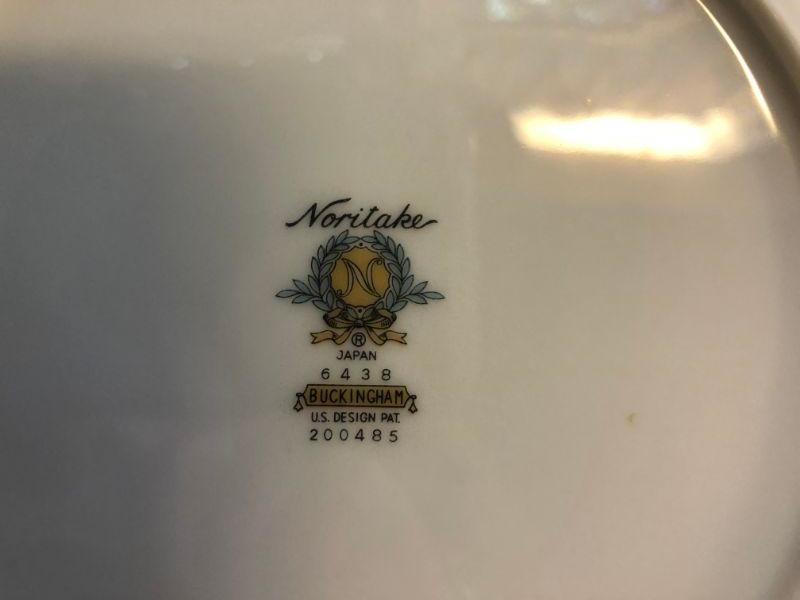 Noritake
N
®
JAPAN
6438
BUCKINGHAM
U.S. DESIGN PAT.
200485